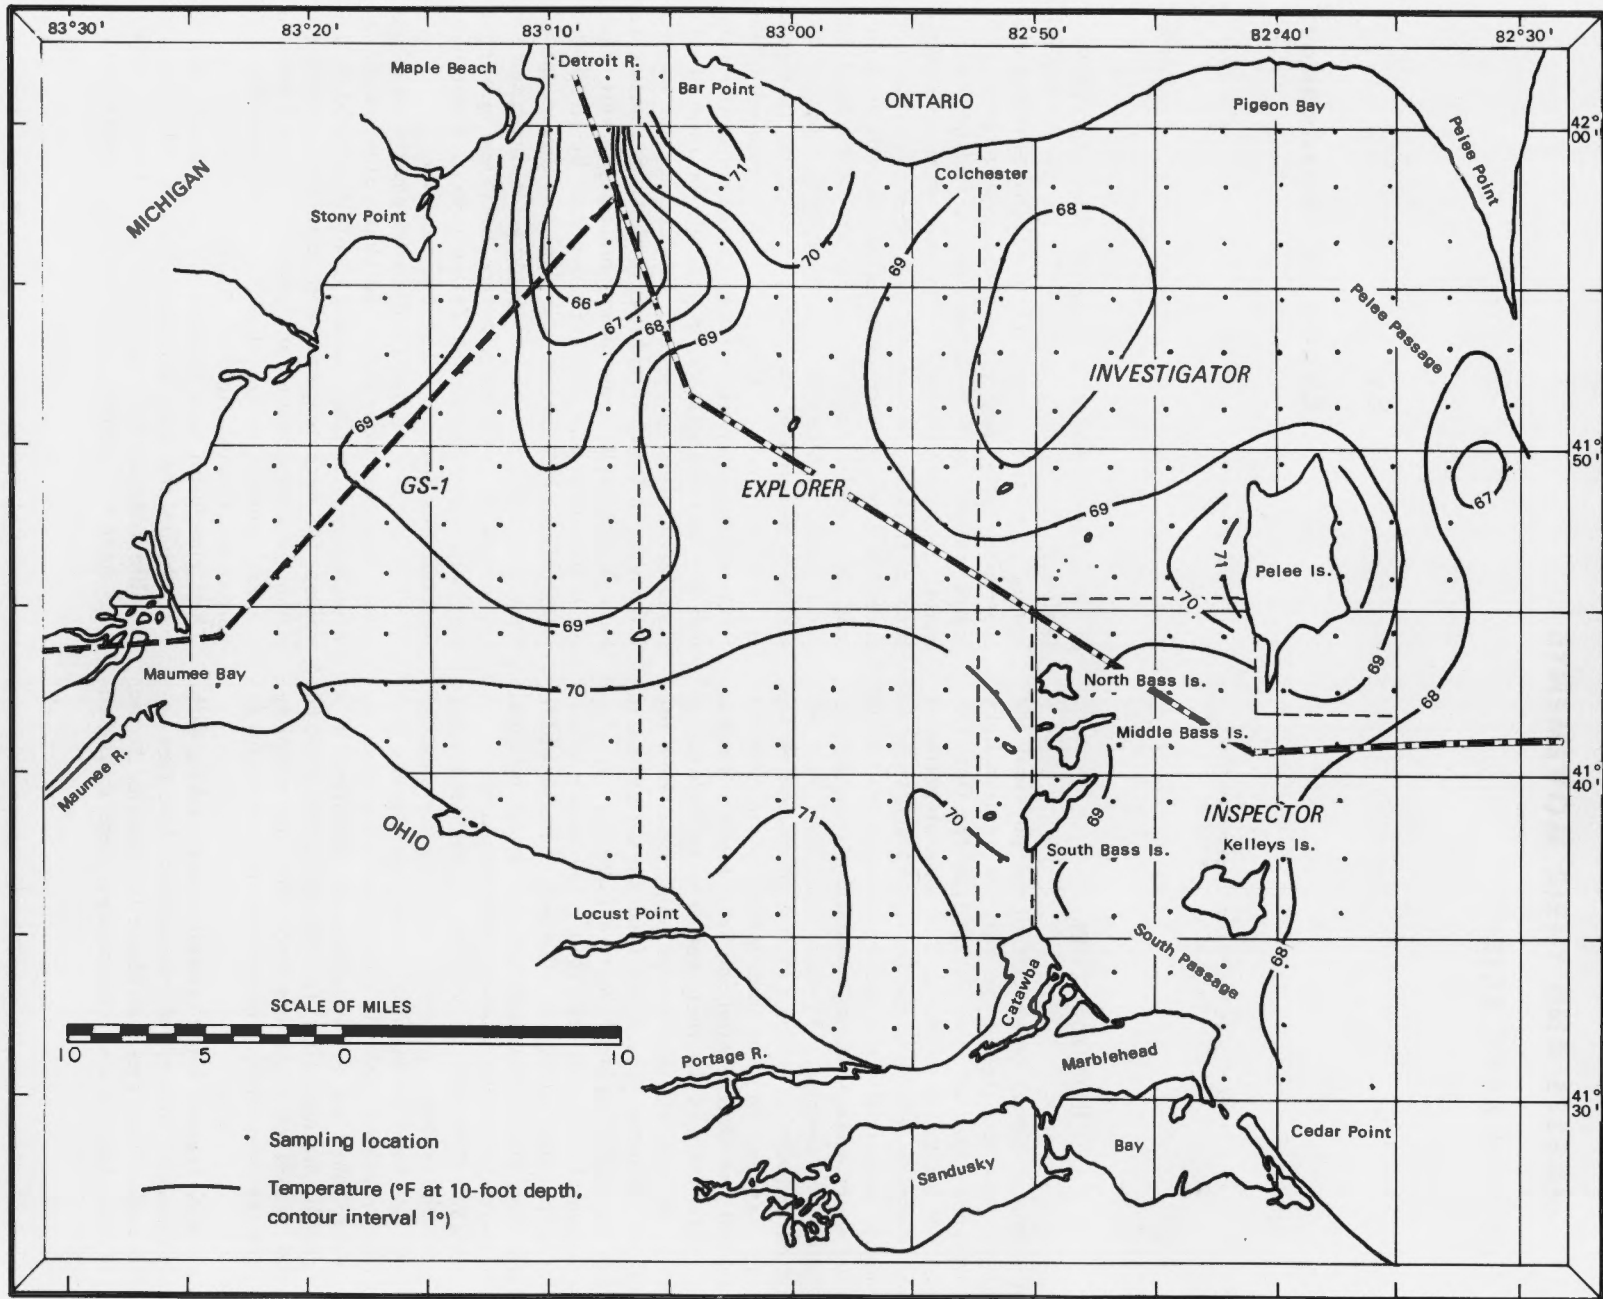 83°30' 83°20' 83°10' 83°00' 82°50' 82°40' 82°30'
Maple Beach
Detroit R.
Bar Point
ONTARIO
Pigeon Bay
42° 00'
Pelee Point
MICHIGAN
71
Colchester
Stony Point
68
70
69
66
67
68
69
Pelee Passage
INVESTIGATOR
69
41° 50'
GS-1
EXPLORER
69
67
71
Pelee Is.
70
69
69
Maumee Bay
70
North Bass Is.
68
Middle Bass Is.
Maumee R.
41° 40'
OHIO
71
70
69
INSPECTOR
South Bass Is.
Kelleys Is.
Locust Point
South Passage
68
SCALE OF MILES
10 5 0 10
Catawba
Portage R.
Marblehead
41° 30'
Cedar Point
Sandusky
Bay
• Sampling location
Temperature (°F at 10-foot depth,
contour interval 1°)